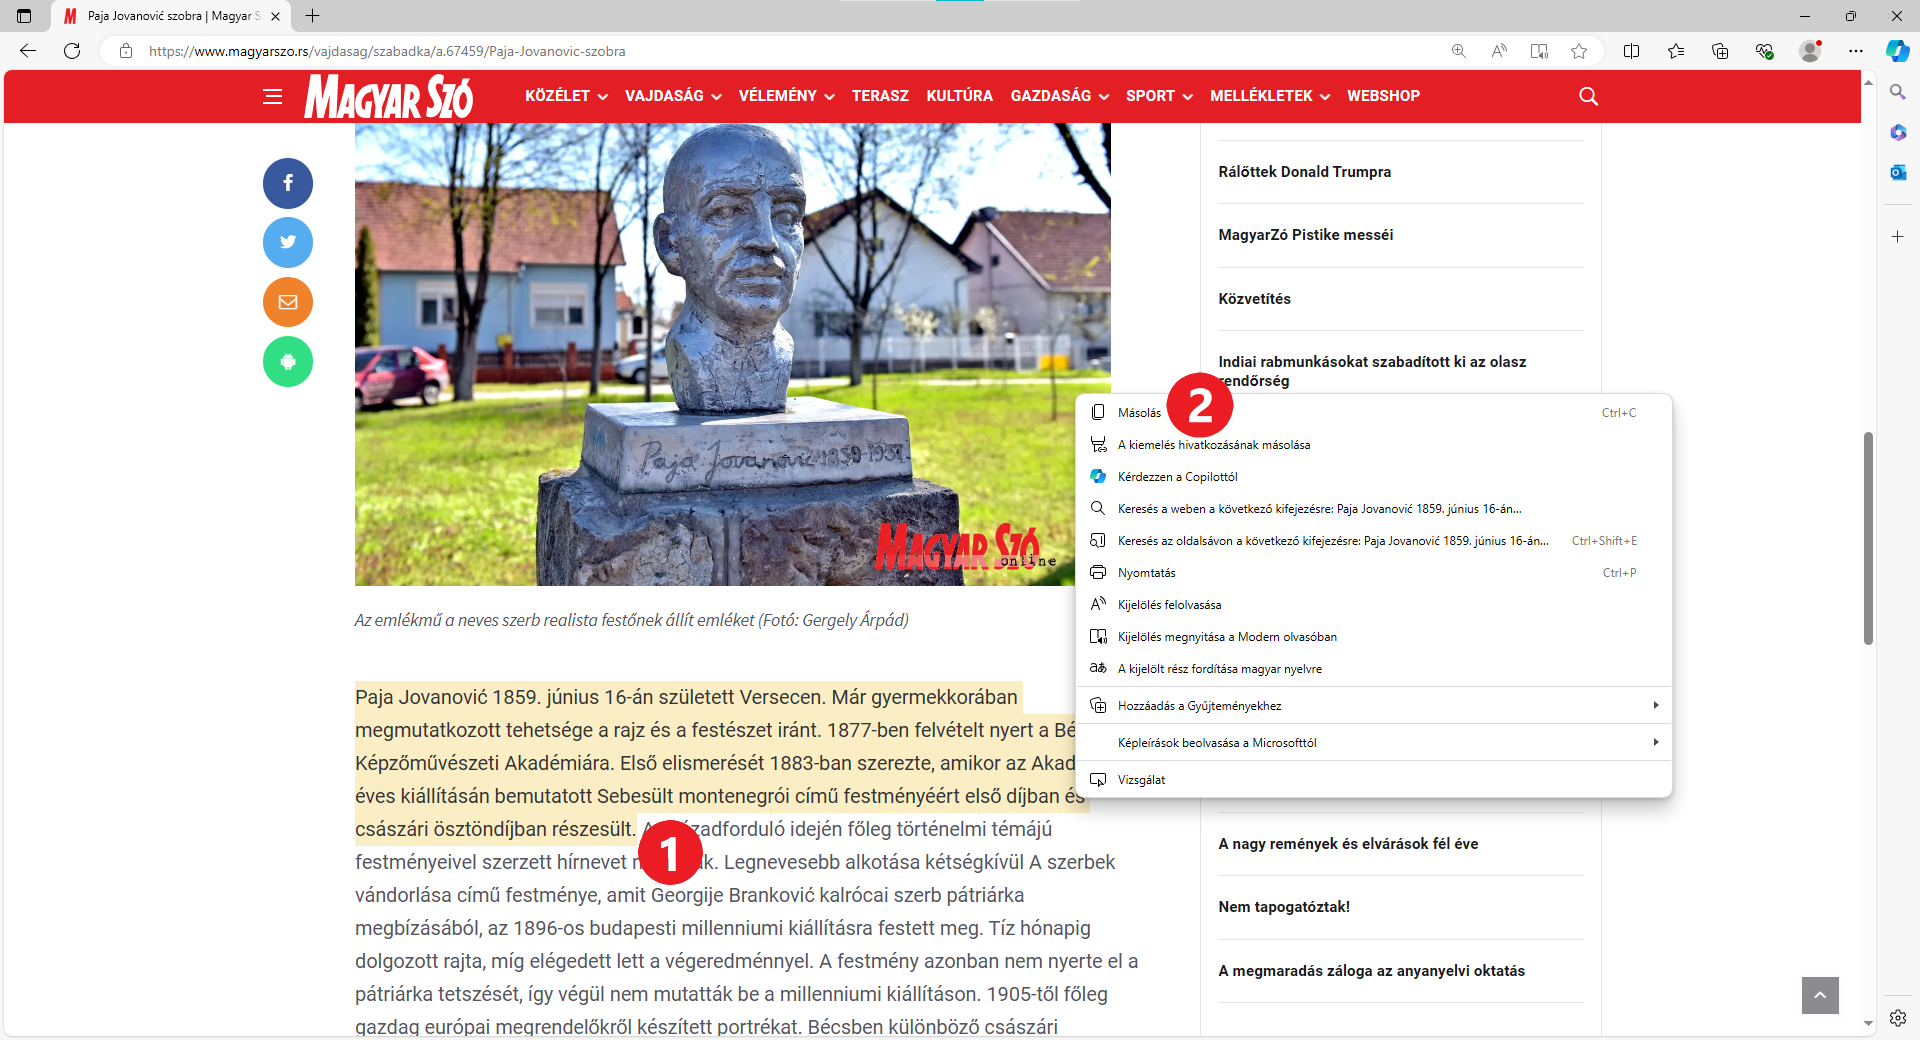 Paja Jovanović szobra | Magyar S
https://www.magyarszo.rs/vajdasag/szabadka/a.67459/Paja-Jovanovic-szobra
MAGYAR SZÓ
KÖZÉLET
VAJDASÁG
VÉLEMÉNY
TERASZ
KULTÚRA
GAZDASÁG
SPORT
MELLÉKLETEK
WEBSHOP
Paja Jovanović 1859-1957
MAGYAR SZÓ
online
Az emlékmű a neves szerb realista festőnek állít emléket (Fotó: Gergely Árpád)
Paja Jovanović 1859. június 16-án született Versecen. Már gyermekkorában
megmutatkozott tehetsége a rajz és a festészet iránt. 1877-ben felvételt nyert a Bé
Képzőművészeti Akadémiára. Első elismerését 1883-ban szerezte, amikor az Akad
éves kiállításán bemutatott Sebesült montenegrói című festményéért első díjban és
császári ösztöndíjban részesült. A zadforduló idején főleg történelmi témájú
1
festményeivel szerzett hírnevet k. Legnevesebb alkotása kétségkívül A szerbek
vándorlása című festménye, amit Georgije Branković kalrócai szerb pátriárka
megbízásából, az 1896-os budapesti millenniumi kiállításra festett meg. Tíz hónapig
dolgozott rajta, míg elégedett lett a végeredménnyel. A festmény azonban nem nyerte el a
pátriárka tetszését, így végül nem mutatták be a millenniumi kiállításon. 1905-től főleg
gazdag európai megrendelőkről készített portrékat. Bécsben különböző császári
Rálőttek Donald Trumpra
MagyarZó Pistike messéi
Közvetítés
Indiai rabmunkásokat szabadított ki az olasz
rendőrség
2
Másolás Ctrl+C
A kiemelés hivatkozásának másolása
Kérdezzen a Copilottól
Keresés a weben a következő kifejezésre: Paja Jovanović 1859. június 16-án...
Keresés az oldalsávon a következő kifejezésre: Paja Jovanović 1859. június 16-án... Ctrl+Shift+E
Nyomtatás Ctrl+P
Kijelölés felolvasása
Kijelölés megnyitása a Modern olvasóban
A kijelölt rész fordítása magyar nyelvre
Hozzáadás a Gyűjteményekhez
Képleírások beolvasása a Microsofttól
Vizsgálat
A nagy remények és elvárások fél éve
Nem tapogatóztak!
A megmaradás záloga az anyanyelvi oktatás